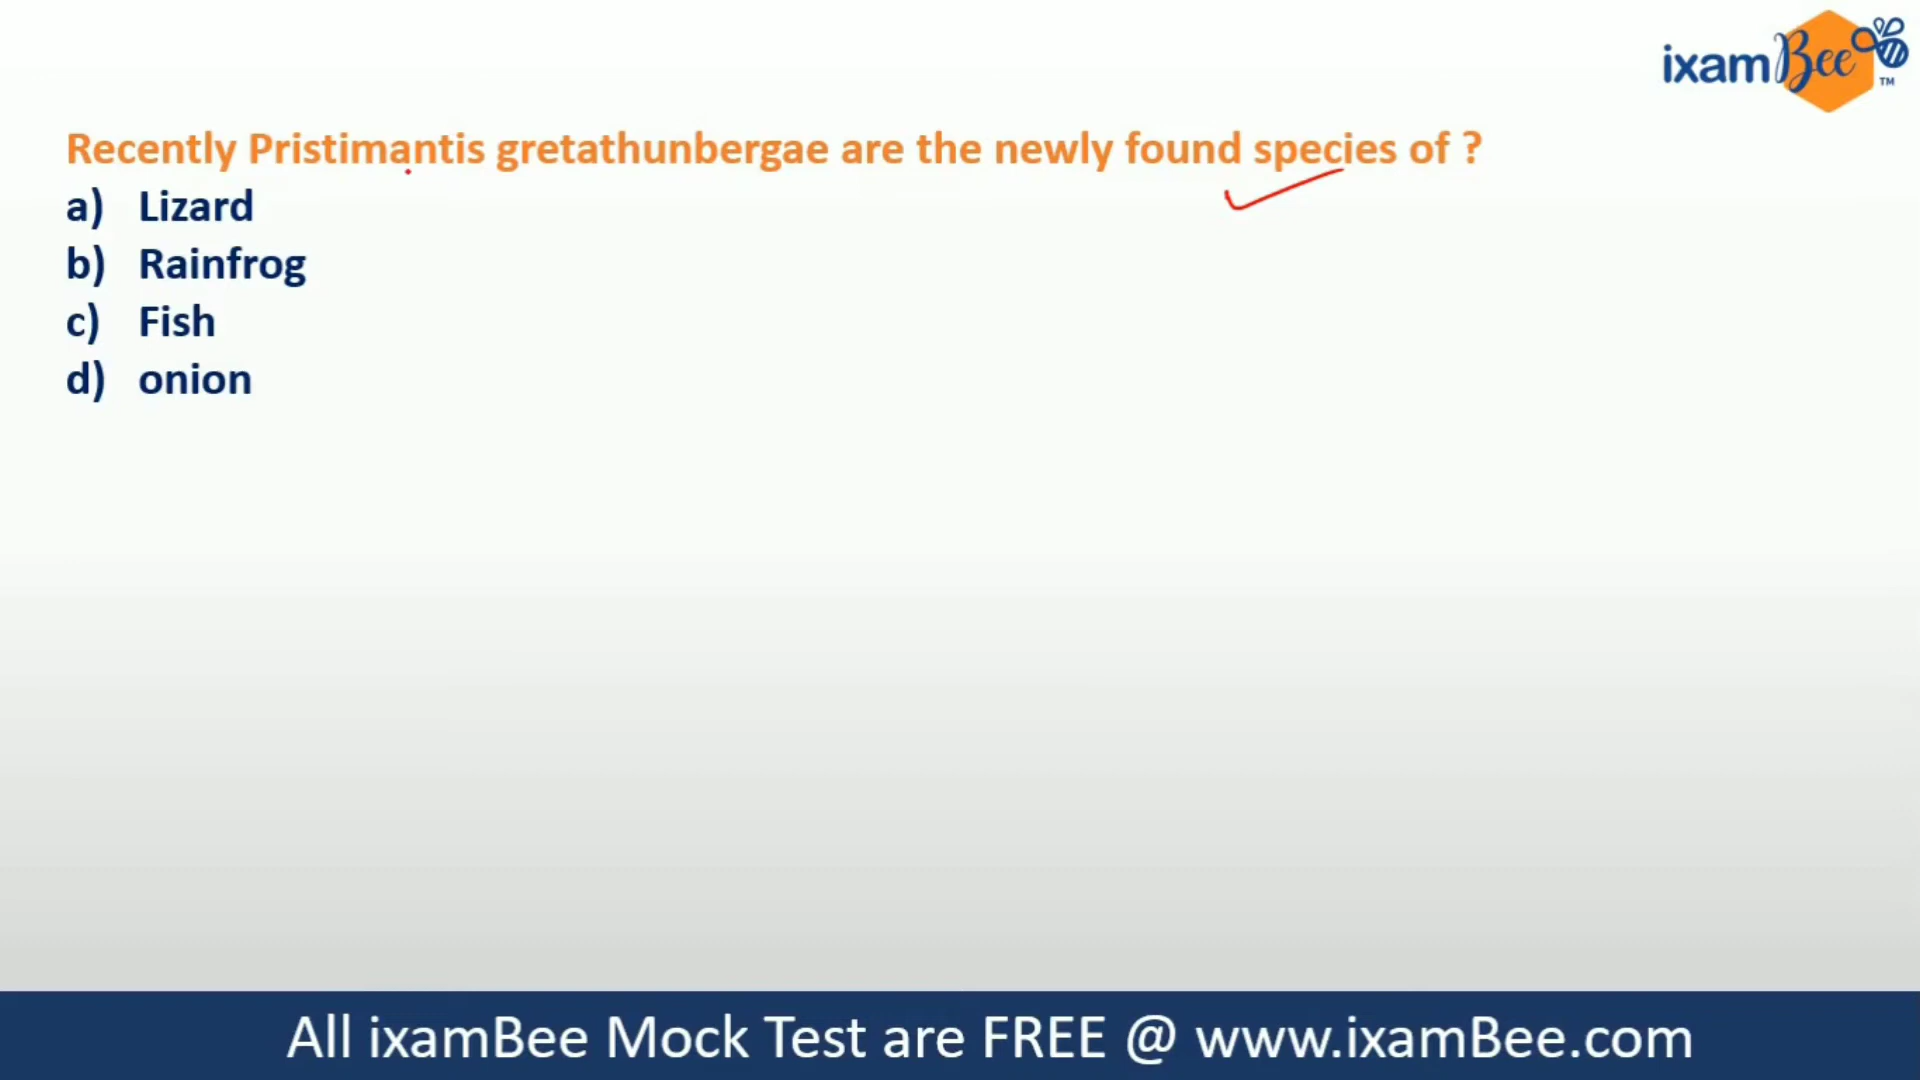 ixamBee TM
Recently Pristimantis gretathunbergae are the newly found species of ?
a) Lizard
b) Rainfrog
c) Fish
d) onion
All ixamBee Mock Test are FREE @ www.ixamBee.com